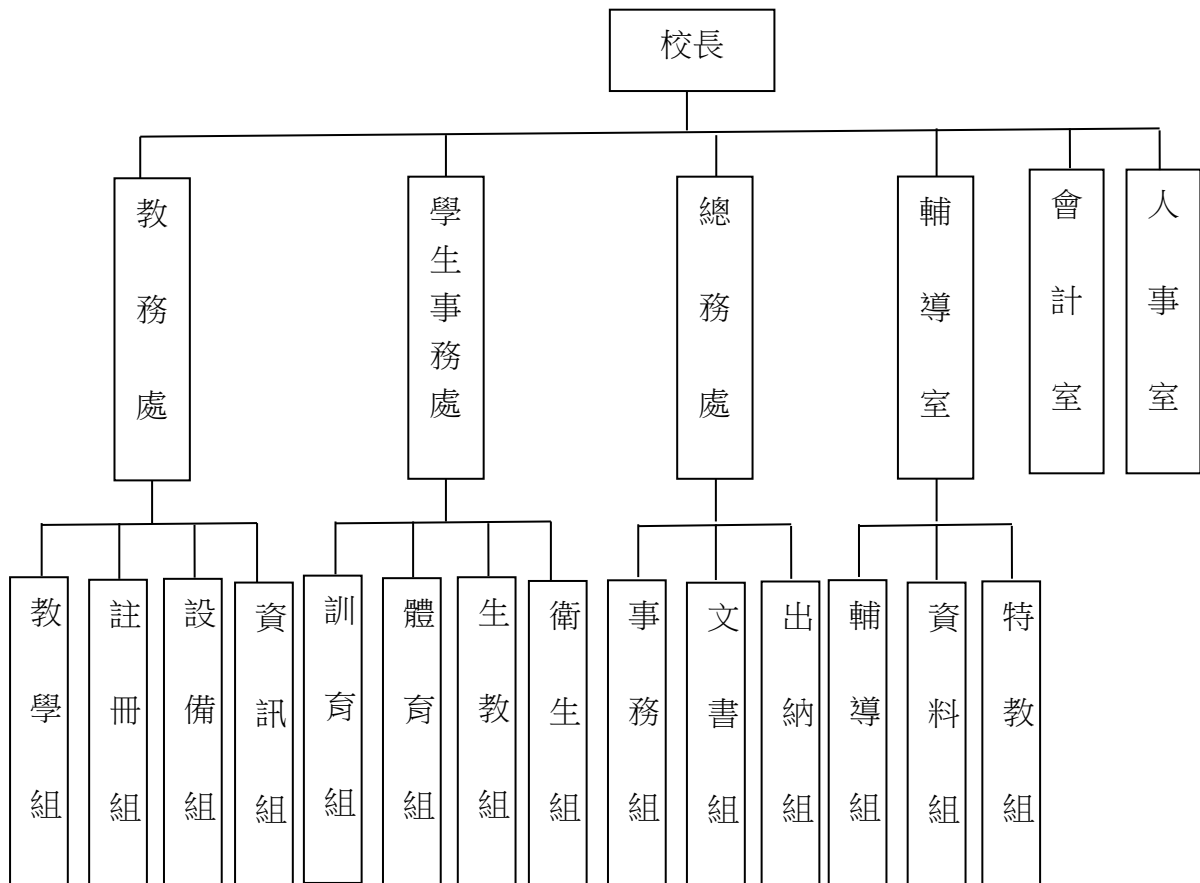 校長
教務處
學生事務處
總務處
輔導室
會計室
人事室
教學組
註冊組
設備組
資訊組
訓育組
體育組
生教組
衛生組
事務組
文書組
出納組
輔導組
資料組
特教組